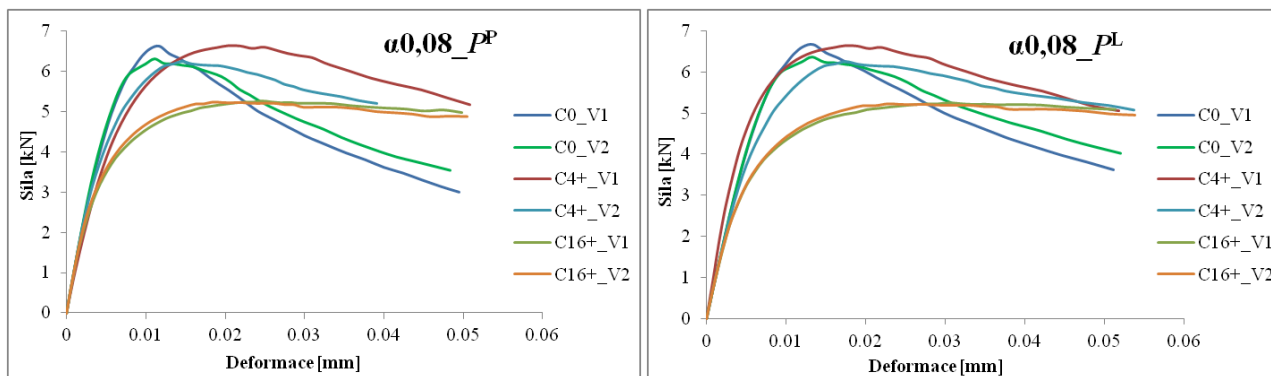 α0,08_Pᴾ
Síla [kN]
7
6
5
4
3
2
1
0
0 0.01 0.02 0.03 0.04 0.05 0.06
Deformace [mm]
C0_V1
C0_V2
C4+_V1
C4+_V2
C16+_V1
C16+_V2
α0,08_Pᴸ
Síla [kN]
7
6
5
4
3
2
1
0
0 0.01 0.02 0.03 0.04 0.05 0.06
Deformace [mm]
C0_V1
C0_V2
C4+_V1
C4+_V2
C16+_V1
C16+_V2